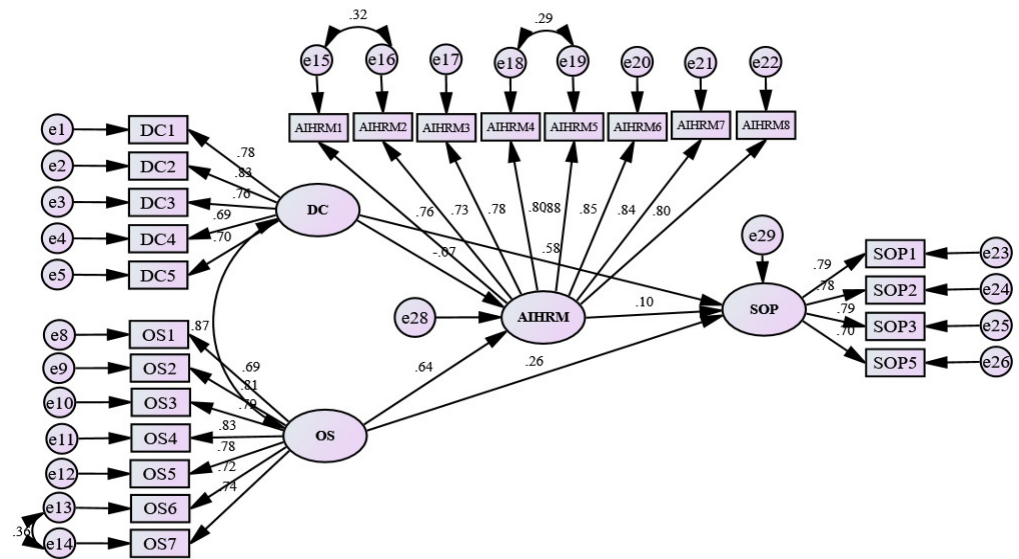 .32
.29
e15
e16
e17
e18
e19
e20
e21
e22
AIHRM1
AIHRM2
AIHRM3
AIHRM4
AIHRM5
AIHRM6
AIHRM7
AIHRM8
e1
DC1
e2
DC2
e3
DC3
e4
DC4
e5
DC5
.78
.83
.76
.69
.70
DC
.76
.73
.78
.80
.88
.85
.84
.80
-.07
.58
e28
AIHRM
.10
e29
SOP
.79
.78
.79
.70
SOP1
e23
SOP2
e24
SOP3
e25
SOP5
e26
.87
.64
.26
e8
OS1
e9
OS2
e10
OS3
e11
OS4
e12
OS5
e13
OS6
e14
OS7
.36
.69
.81
.79
.83
.78
.72
.74
OS